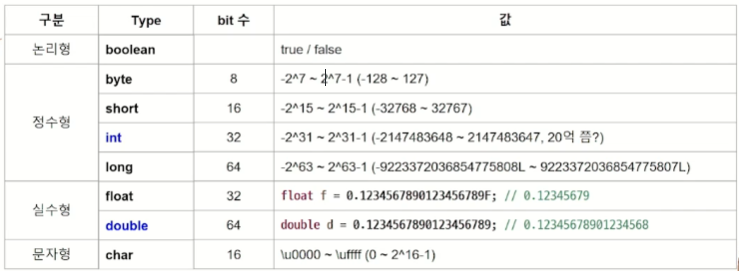 구분 Type bit 수 값
논리형 boolean true / false
정수형
byte 8 -2^7 ~ 2^7-1 (-128 ~ 127)
short 16 -2^15 ~ 2^15-1 (-32768 ~ 32767)
int 32 -2^31 ~ 2^31-1 (-2147483648 ~ 2147483647, 20억 쯤?)
long 64 -2^63 ~ 2^63-1 (-9223372036854775808L ~ 9223372036854775807L)
실수형
float 32 float f = 0.1234567890123456789F; // 0.12345679
double 64 double d = 0.1234567890123456789; // 0.12345678901234568
문자형 char 16 \u0000 ~ \uffff (0 ~ 2^16-1)